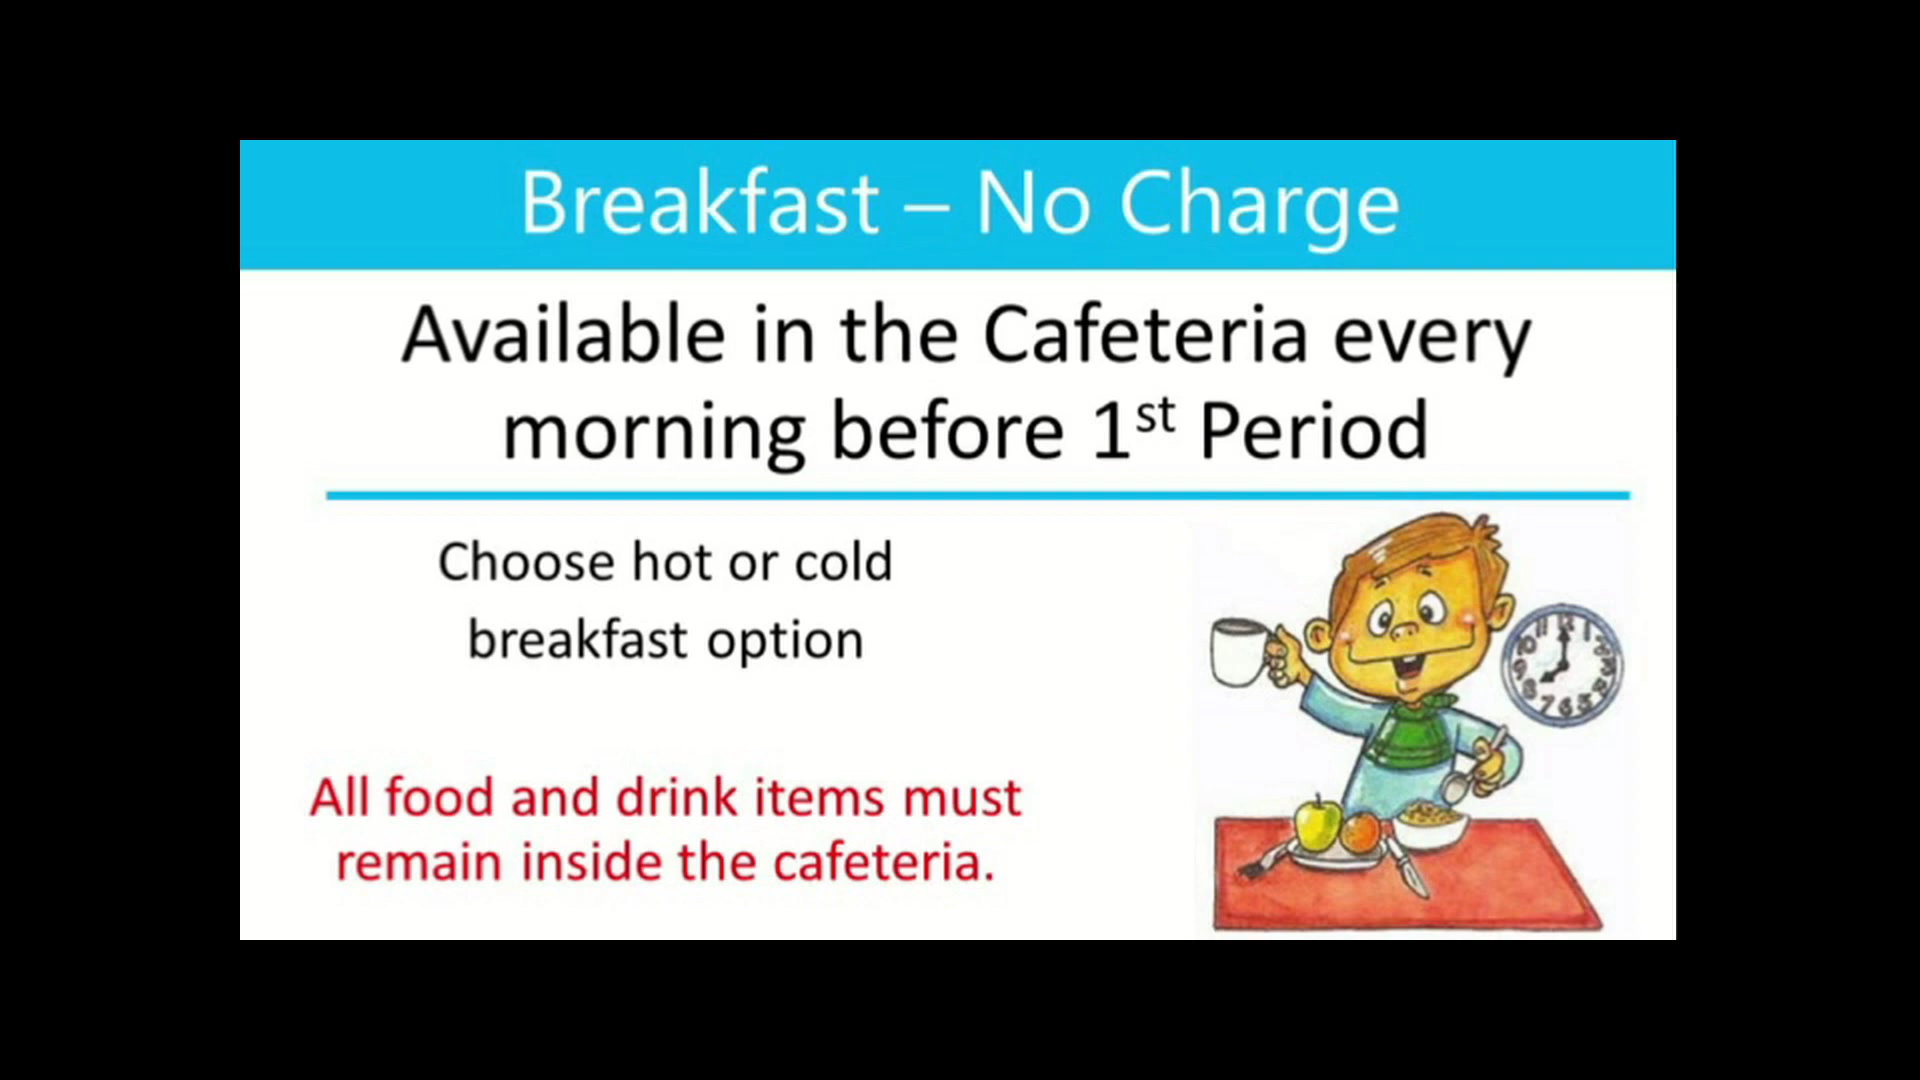 Breakfast – No Charge
Available in the Cafeteria every
morning before 1st Period
Choose hot or cold
breakfast option
All food and drink items must
remain inside the cafeteria.